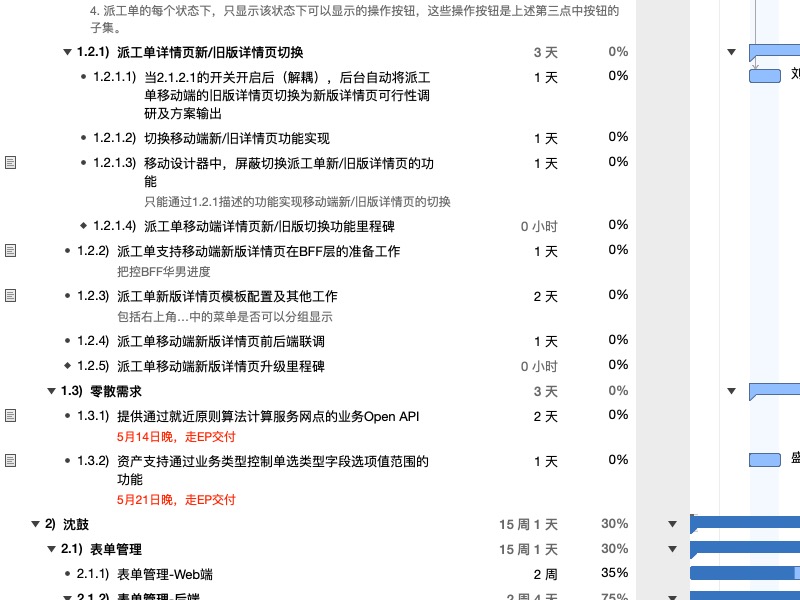 4. 派工单的每个状态下，只显示该状态下可以显示的操作按钮，这些操作按钮是上述第三点中按钮的
子集。
1.2.1) 派工单详情页新/旧版详情页切换 3 天 0%
1.2.1.1) 当2.1.2.1的开关开启后（解耦），后台自动将派工 1 天 0%
单移动端的旧版详情页切换为新版详情页可行性调
研及方案输出
1.2.1.2) 切换移动端新/旧详情页功能实现 1 天 0%
1.2.1.3) 移动设计器中，屏蔽切换派工单新/旧详情页的功 1 天 0%
能
只能通过1.2.1描述的功能实现移动端新/旧版详情页的切换
1.2.1.4) 派工单移动端详情页新/旧版切换功能里程碑 0 小时 0%
1.2.2) 派工单支持移动端新版详情页在BFF层的准备工作 1 天 0%
把控BFF华男进度
1.2.3) 派工单新版详情页模板配置及其他工作 2 天 0%
包括右上角...中的菜单是否可以分组显示
1.2.4) 派工单移动端新版详情页前后端联调 1 天 0%
1.2.5) 派工单移动端新版详情页升级里程碑 0 小时 0%
1.3) 零散需求 3 天 0%
1.3.1) 提供通过就近原则算法计算服务网点的业务Open API 2 天 0%
5月14日晚，走EP交付
1.3.2) 资产支持通过业务类型控制单选类型字段选项值范围的 1 天 0%
功能
5月21日晚，走EP交付
2) 沈鼓 15 周 1 天 30%
2.1) 表单管理 15 周 1 天 30%
2.1.1) 表单管理-Web端 2 周 35%
2.1.2) 表单管理-后端 2 周 4 天 75%